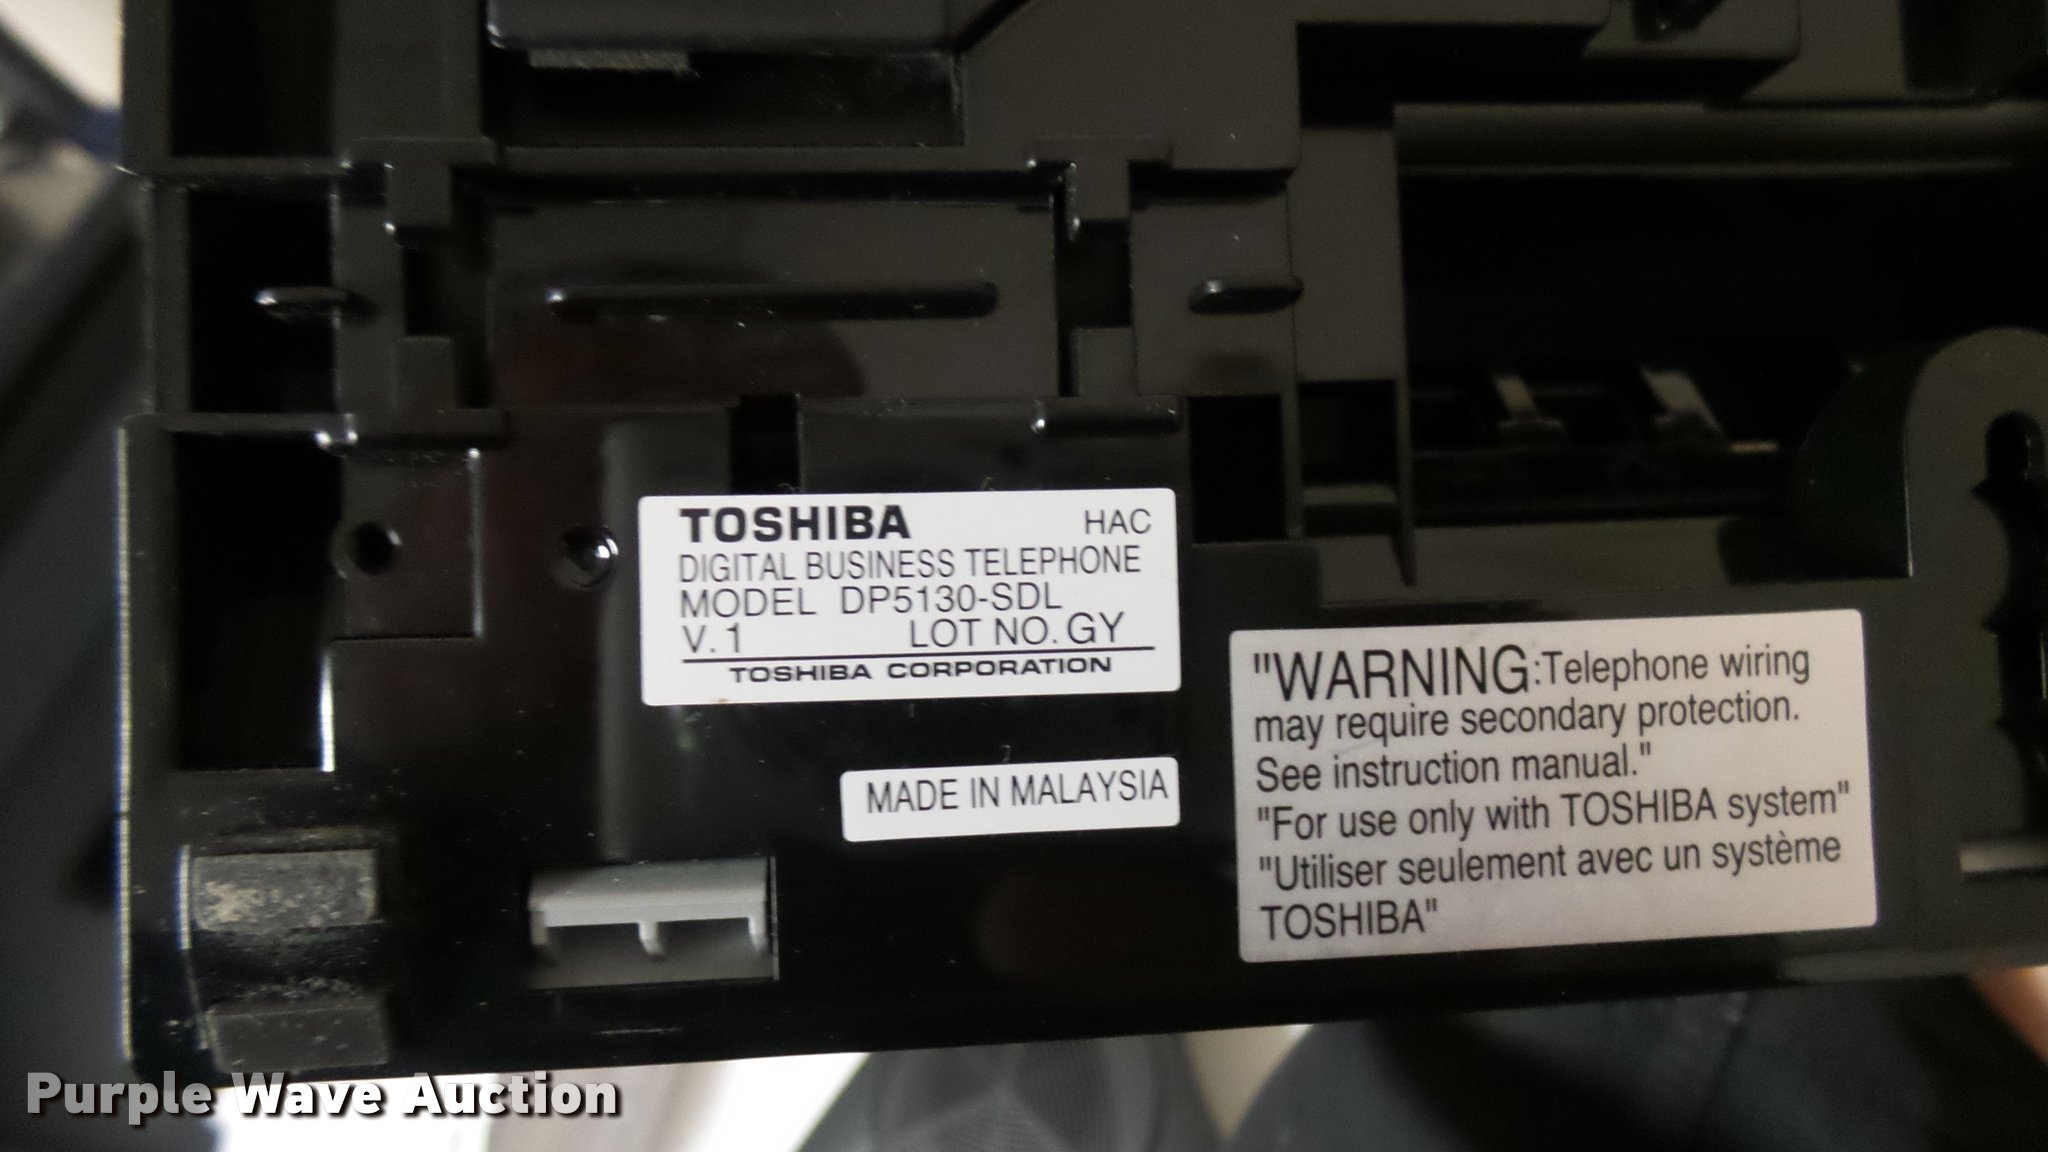 TOSHIBA HAC
DIGITAL BUSINESS TELEPHONE
MODEL DP5130-SDL
V. 1 LOT NO. GY
TOSHIBA CORPORATION
MADE IN MALAYSIA
"WARNING:Telephone wiring
may require secondary protection.
See instruction manual."
"For use only with TOSHIBA system"
"Utiliser seulement avec un système
TOSHIBA"
Purple Wave Auction